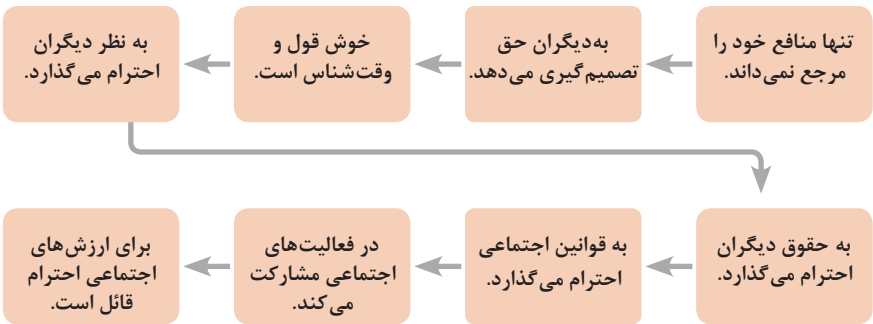 تنها منافع خود را
مرجع نمی‌داند.
به‌دیگران حق
تصمیم‌گیری می‌دهد.
خوش قول و
وقت‌شناس است.
به نظر دیگران
احترام می‌گذارد.
به حقوق دیگران
احترام می‌گذارد.
به قوانین اجتماعی
احترام می‌گذارد.
در فعالیت‌های
اجتماعی مشارکت
می‌کند.
برای ارزش‌های
اجتماعی احترام
قائل است.